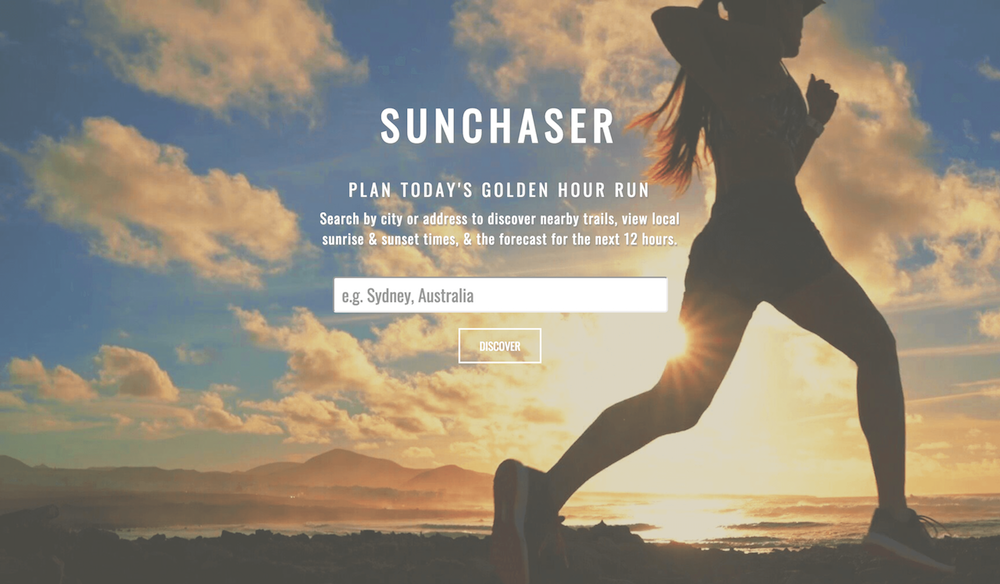 SUNCHASER
PLAN TODAY'S GOLDEN HOUR RUN
Search by city or address to discover nearby trails, view local
sunrise & sunset times, & the forecast for the next 12 hours.
e.g. Sydney, Australia
DISCOVER